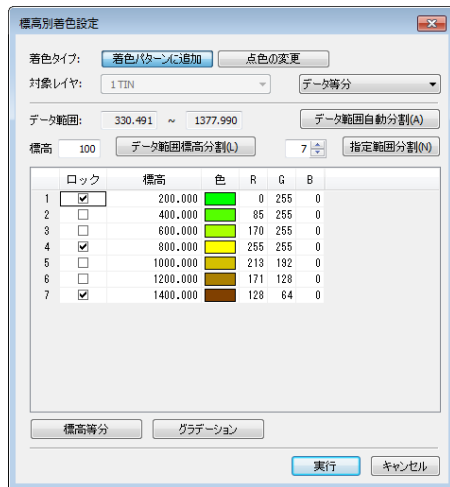 標高別着色設定
着色タイプ: 着色パターンに追加 点色の変更
対象レイヤ: 1 TIN データ等分
データ範囲: 330.491 ~ 1377.990 データ範囲自動分割(A)
標高 100 データ範囲標高分割(L) 7 指定範囲分割(N)
ロック 標高 色 R G B
1 200.000 0 255 0
2 400.000 85 255 0
3 600.000 170 255 0
4 800.000 255 255 0
5 1000.000 213 192 0
6 1200.000 171 128 0
7 1400.000 128 64 0
標高等分 グラデーション
実行 キャンセル